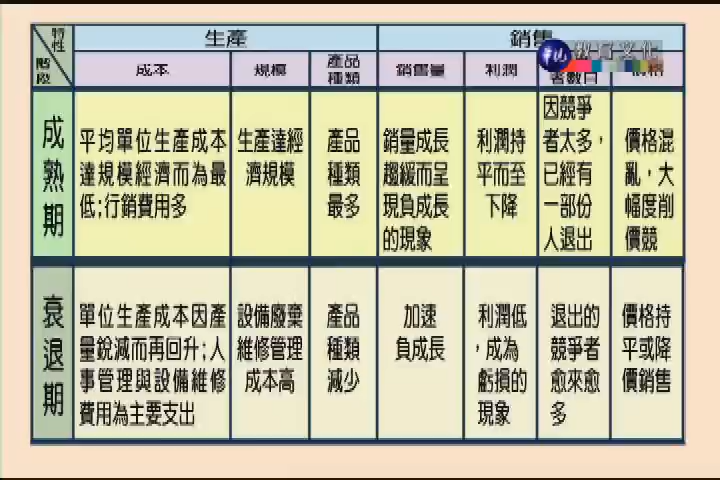 特性
階段
生產
銷售
成本
規模
產品種類
銷售量
利潤
者數目
價格
華山
教子文化
成熟期
平均單位生產成本
達規模經濟而為最
低;行銷費用多
生產達經
濟規模
產品
種類
最多
銷量成長
趨緩而呈
現負成長
的現象
利潤持
平而至
下降
因競爭
者太多,
已經有
一部份
人退出
價格混
亂,大
幅度削
價競
衰退期
單位生產成本因產
量銳減而再回升;人
事管理與設備維修
費用為主要支出
設備廢棄
維修管理
成本高
產品
種類
減少
加速
負成長
利潤低
,成為
虧損的
現象
退出的
競爭者
愈來愈
多
價格持
平或降
價銷售